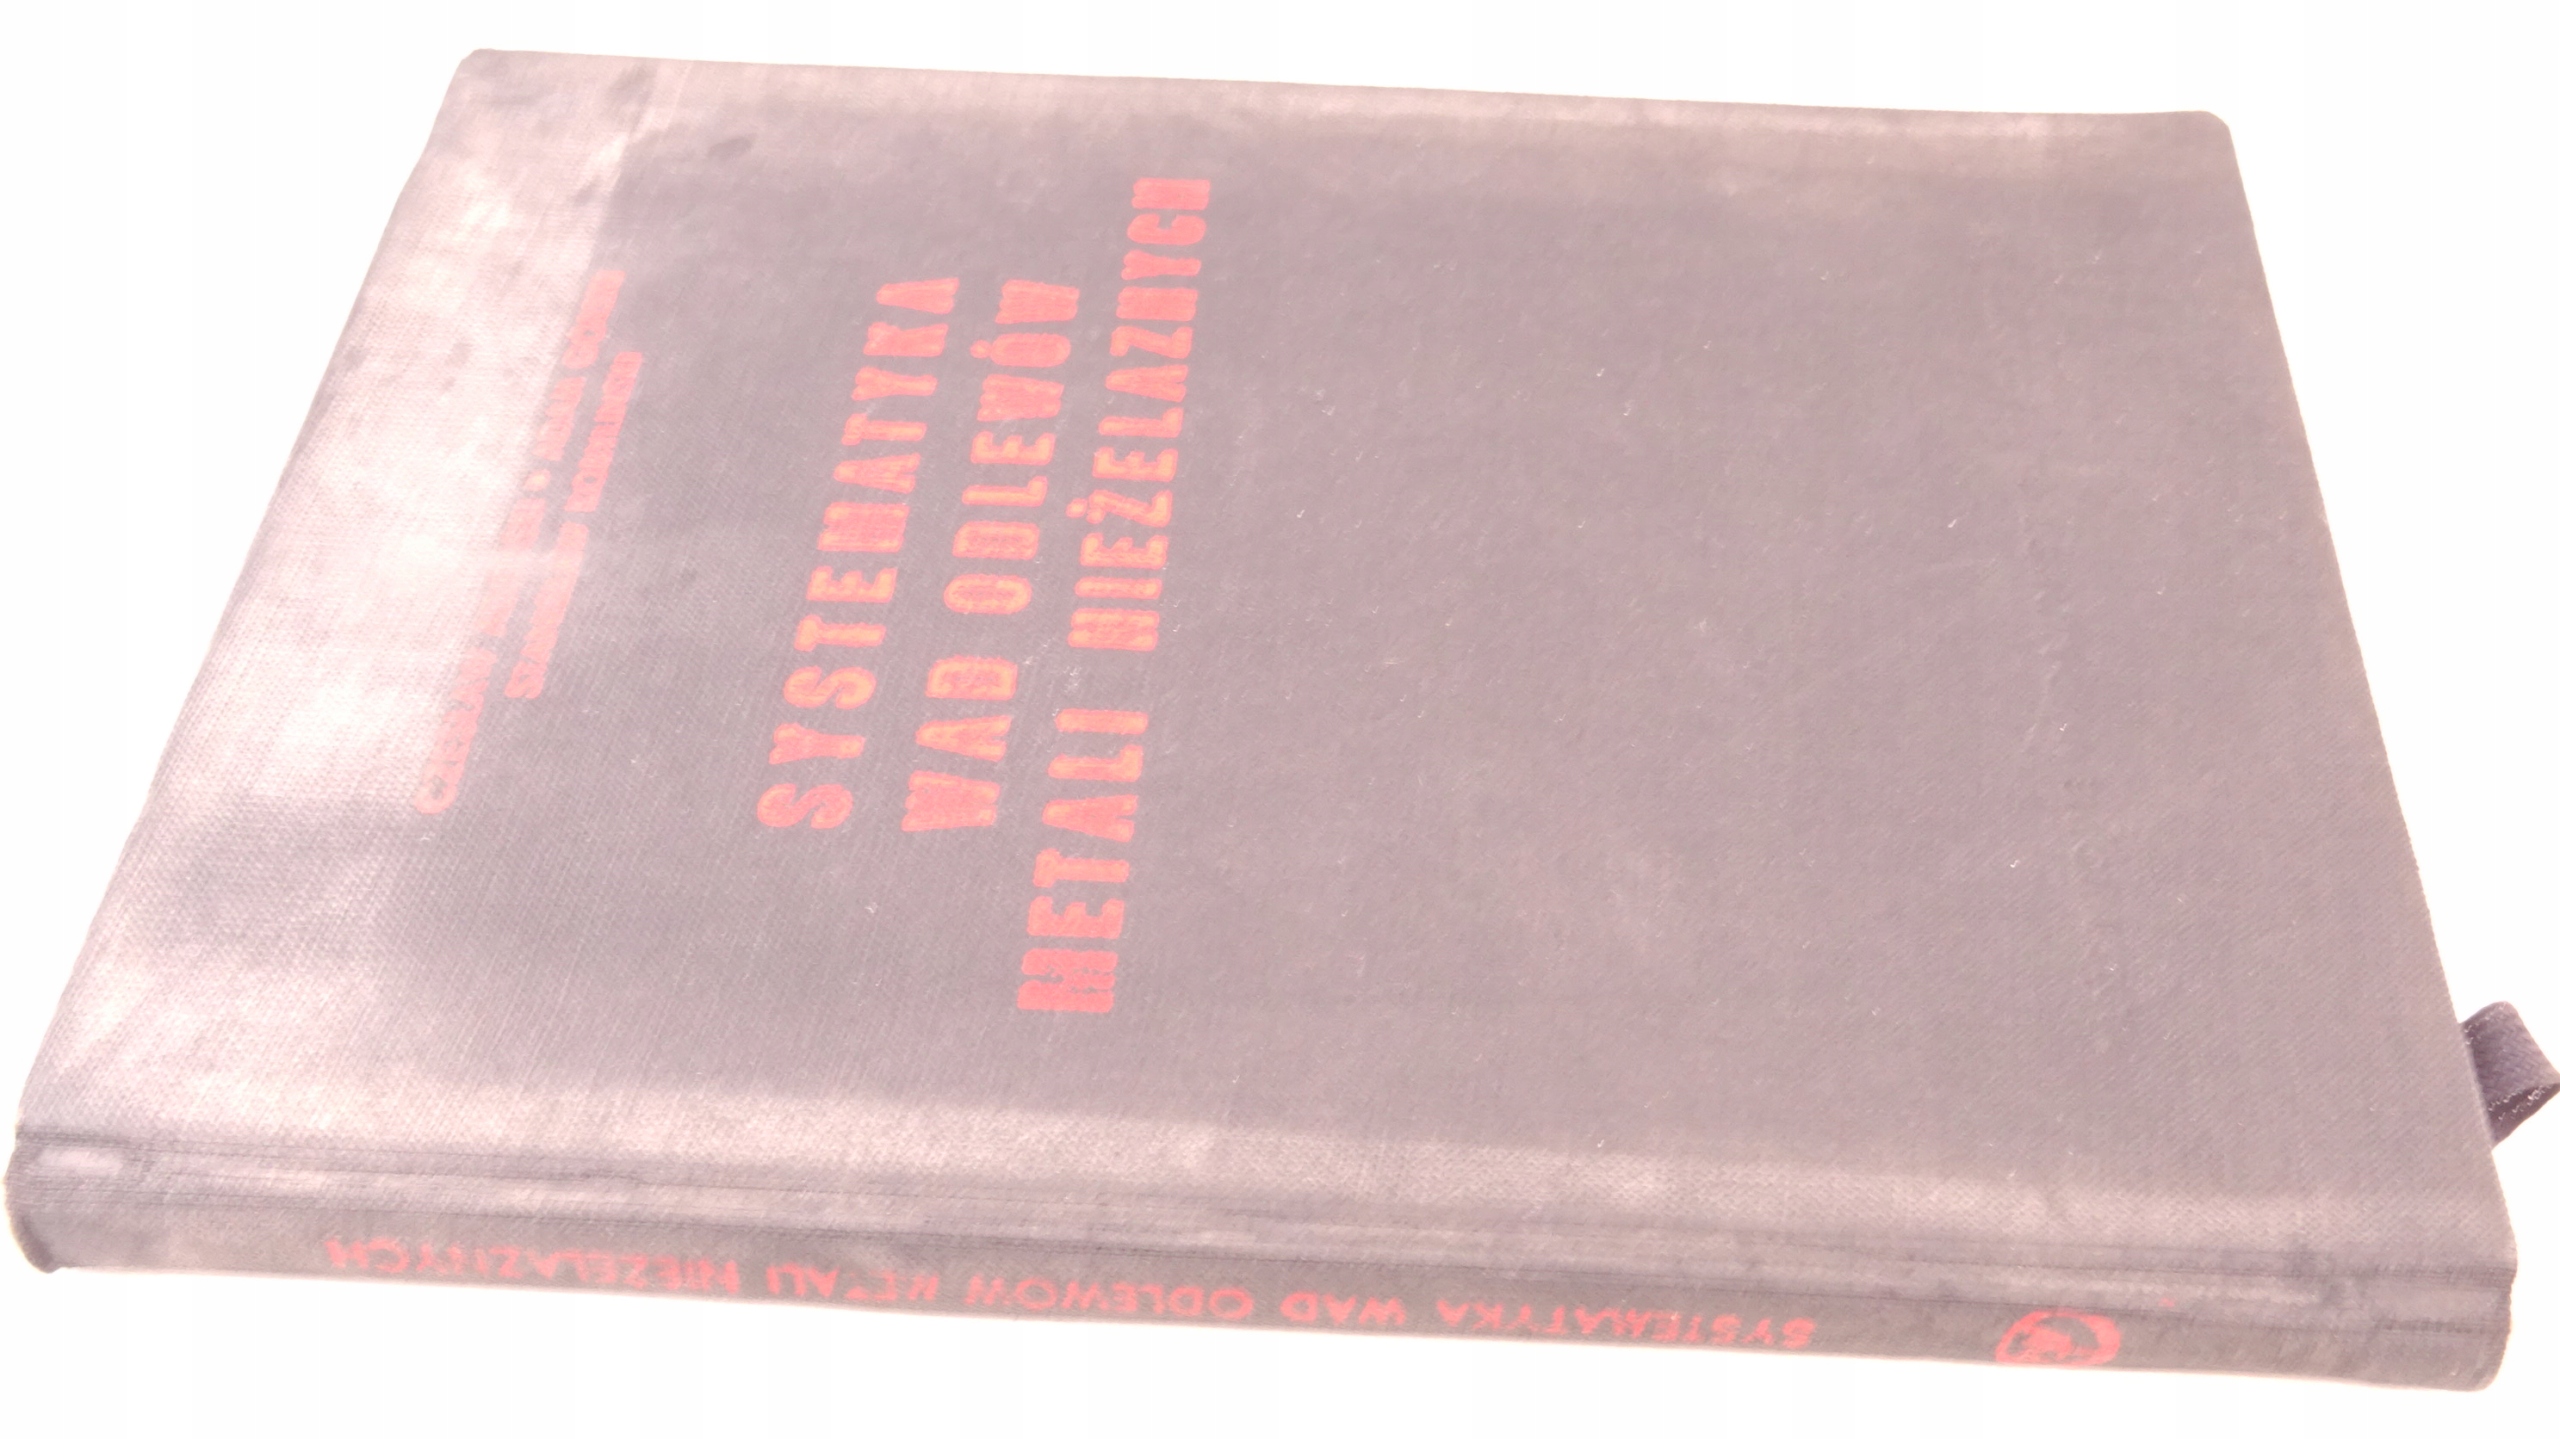 SYSTEMATYKA
WAD ODLEWÓW
METALI NIEŻELAZNYCH
SYSTEMATYKA WAD ODLEWÓW METALI NIEŻELAZNYCH